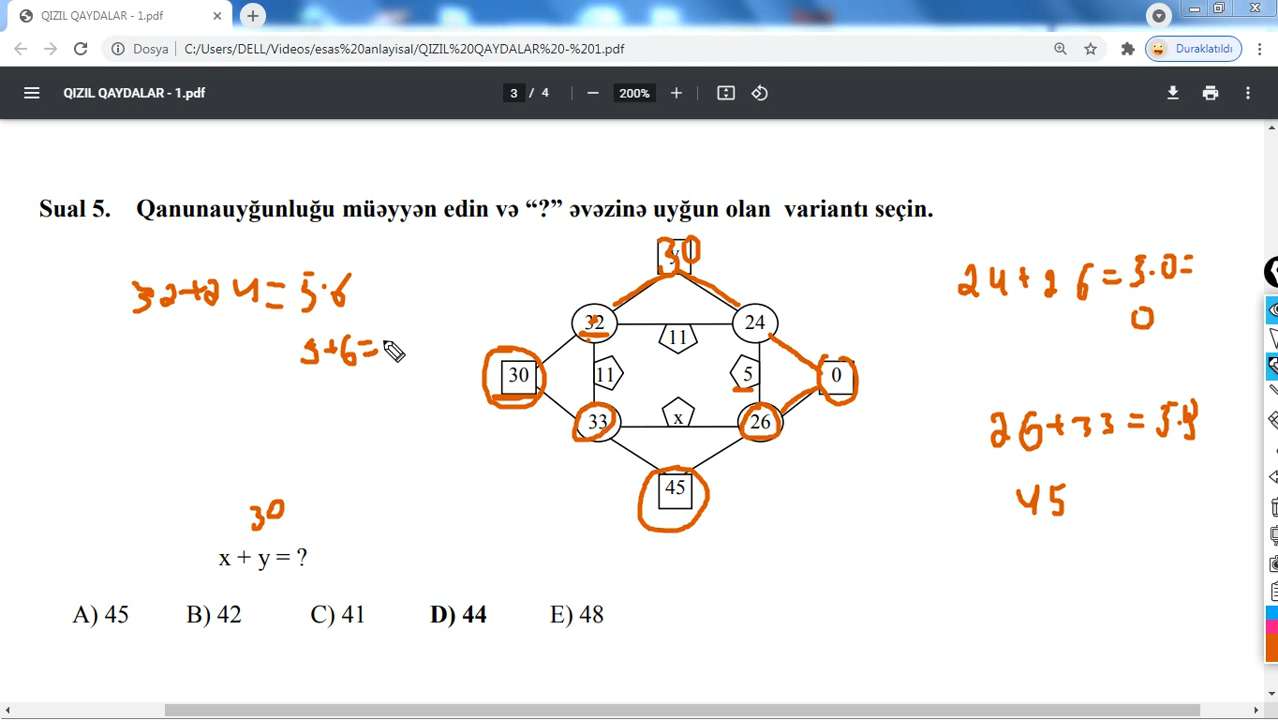 QIZIL QAYDALAR - 1.pdf
Dosya
C:/Users/DELL/Videos/esas%20anlayisal/QIZIL%20QAYDALAR%20-%201.pdf
Duraklatıldı
QIZIL QAYDALAR - 1.pdf
3 / 4
200%
Sual 5. Qanunauyğunluğu müəyyən edin və “?” əvəzinə uyğun olan variantı seçin.
30
32+24=5.6
5+6=
24+26=5.0=
0
32
24
11
30
11
5
0
33
x
26
26+33=5.9
45
45
30
x + y = ?
A) 45 B) 42 C) 41 D) 44 E) 48